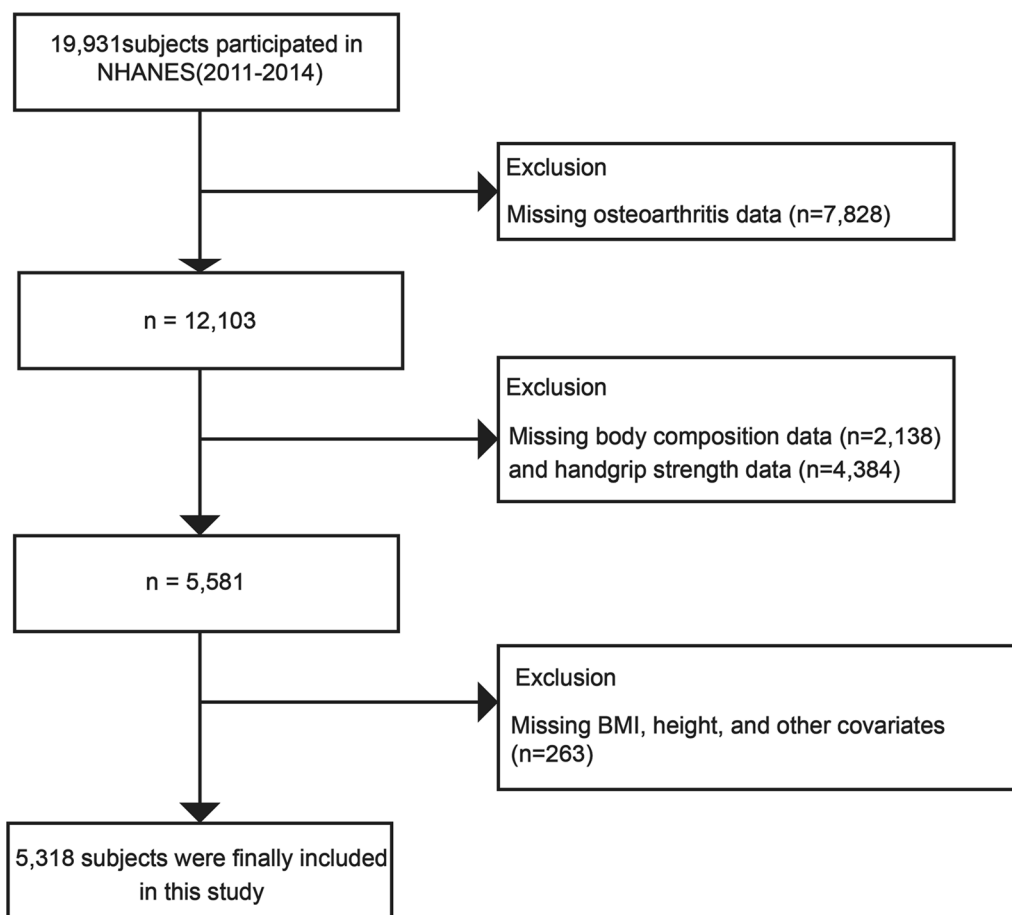 19,931subjects participated in
NHANES(2011-2014)
Exclusion
Missing osteoarthritis data (n=7,828)
n = 12,103
Exclusion
Missing body composition data (n=2,138)
and handgrip strength data (n=4,384)
n = 5,581
Exclusion
Missing BMI, height, and other covariates
(n=263)
5,318 subjects were finally included
in this study